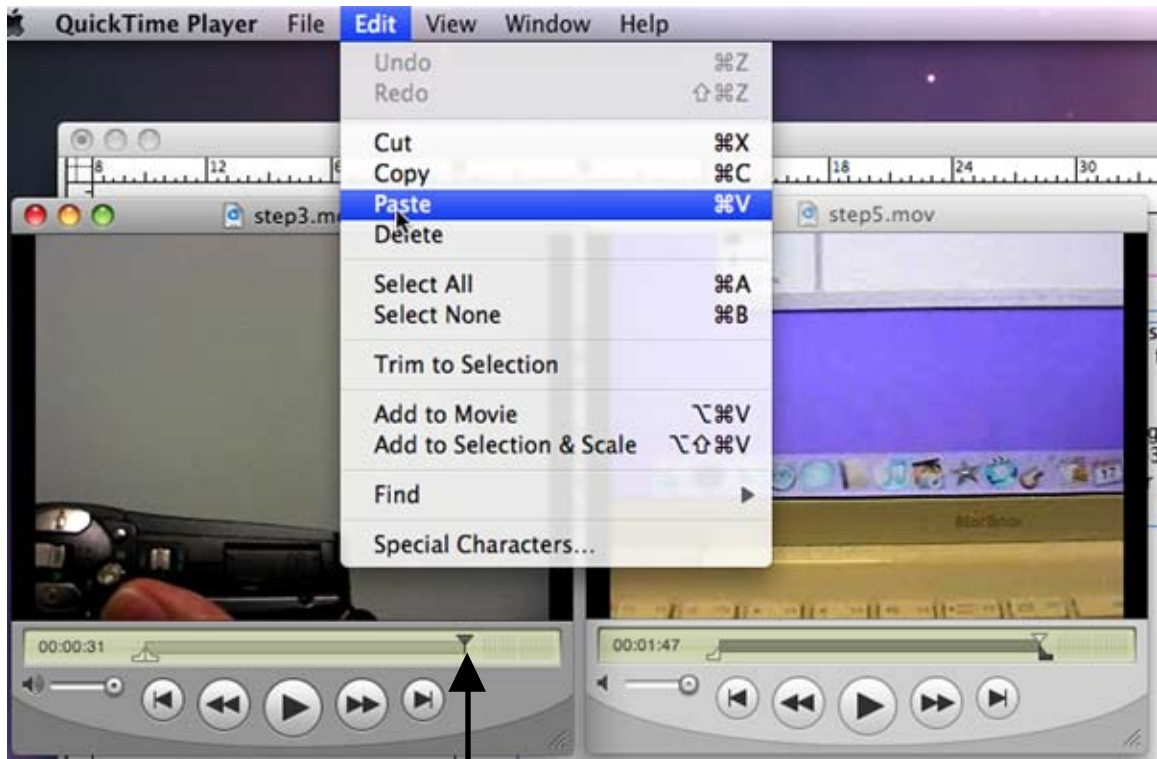 QuickTime Player File Edit View Window Help
Undo ⌘Z
Redo ⇧⌘Z
Cut ⌘X
Copy ⌘C
Paste ⌘V
Delete
Select All ⌘A
Select None ⌘B
Trim to Selection
Add to Movie ⌥⌘V
Add to Selection & Scale ⌥⇧⌘V
Find
Special Characters...
8 12 18 24 30
step3.m
step5.mov
17
MacBook
00:00:31
00:01:47